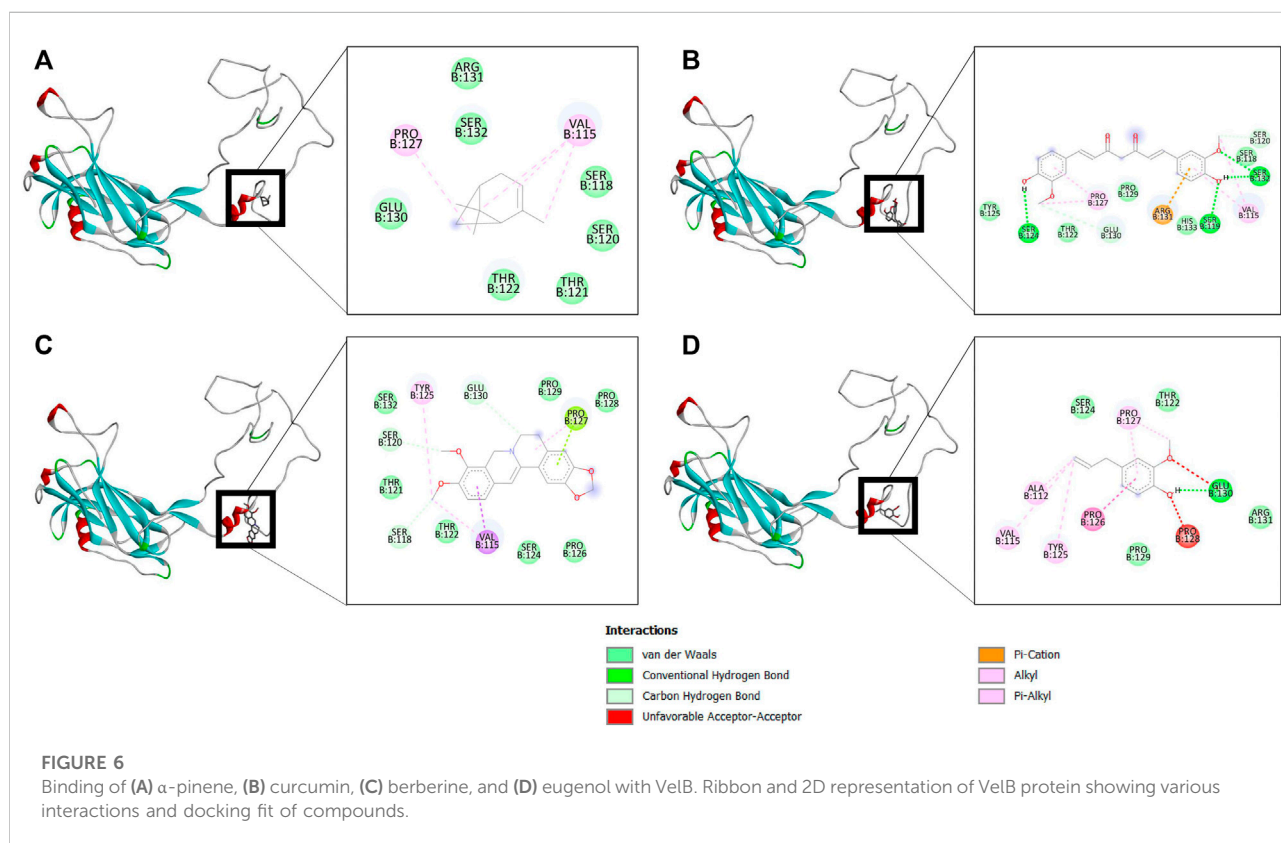 A
ARG
B:131
SER
B:132
PRO
B:127
VAL
B:115
SER
B:118
GLU
B:130
SER
B:120
THR
B:122
THR
B:121
B
SER
B:120
SER
B:118
SER
B:132
O
O
O
O
H
O
H
O
PRO
B:127
PRO
B:129
TYR
B:125
ARG
B:131
HIS
B:133
SER
B:119
VAL
B:115
SER
B:124
THR
B:122
GLU
B:130
C
TYR
B:125
GLU
B:130
PRO
B:129
PRO
B:128
SER
B:132
PRO
B:127
SER
B:120
O
N
O
O
O
THR
B:121
SER
B:118
THR
B:122
VAL
B:115
SER
B:124
PRO
B:126
D
SER
B:124
PRO
B:127
THR
B:122
O
O
H
GLU
B:130
ALA
B:112
ARG
B:131
PRO
B:126
VAL
B:115
TYR
B:125
PRO
B:128
PRO
B:129
Interactions
van der Waals
Conventional Hydrogen Bond
Carbon Hydrogen Bond
Unfavorable Acceptor-Acceptor
Pi-Cation
Alkyl
Pi-Alkyl
FIGURE 6
Binding of (A) α-pinene, (B) curcumin, (C) berberine, and (D) eugenol with VelB. Ribbon and 2D representation of VelB protein showing various
interactions and docking fit of compounds.